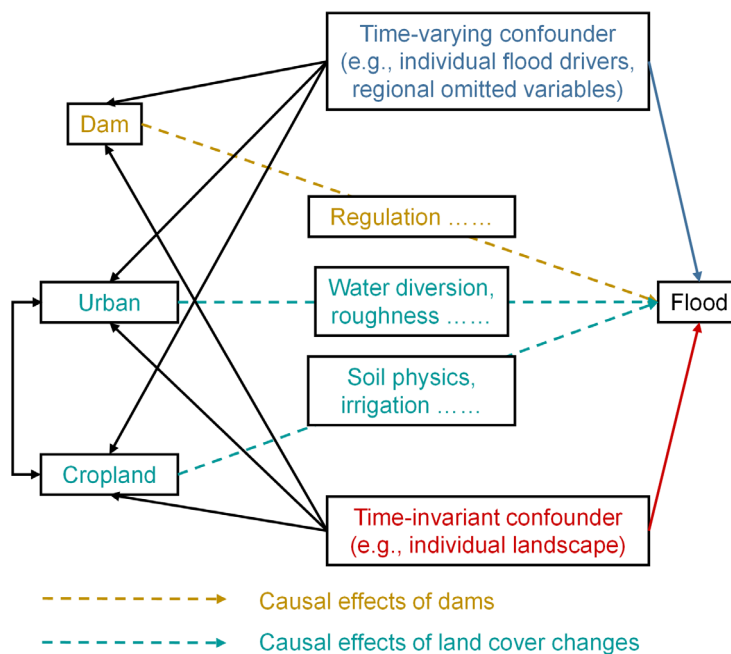 Time-varying confounder
(e.g., individual flood drivers,
regional omitted variables)
Dam
Regulation ……
Urban
Water diversion,
roughness ……
Flood
Soil physics,
irrigation ……
Cropland
Time-invariant confounder
(e.g., individual landscape)
Causal effects of dams
Causal effects of land cover changes